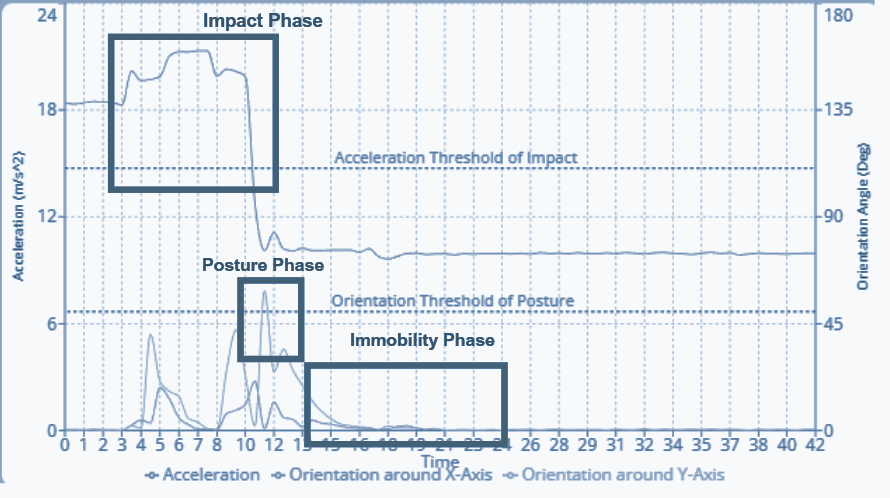 Impact Phase
24
180
18
135
Acceleration Threshold of Impact
12
90
Posture Phase
Orientation Threshold of Posture
6
45
Immobility Phase
0
0
0 1 2 3 4 5 6 7 8 10 12 13 15 16 17 18 19 21 22 23 24 26 28 29 31 32 34 35 37 38 40 42
Time
Acceleration (m/s^2)
Orientation Angle (Deg)
Acceleration Orientation around X-Axis Orientation around Y-Axis